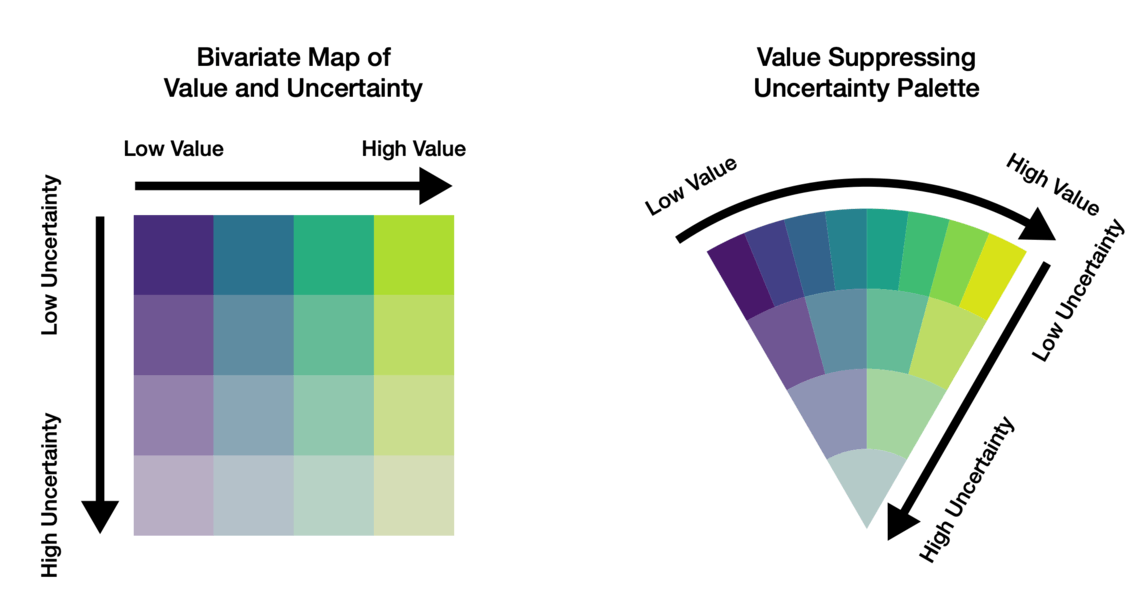 Bivariate Map of
Value and Uncertainty
Low Value
High Value
Low Uncertainty
High Uncertainty
Value Suppressing
Uncertainty Palette
Low Value
High Value
Low Uncertainty
High Uncertainty